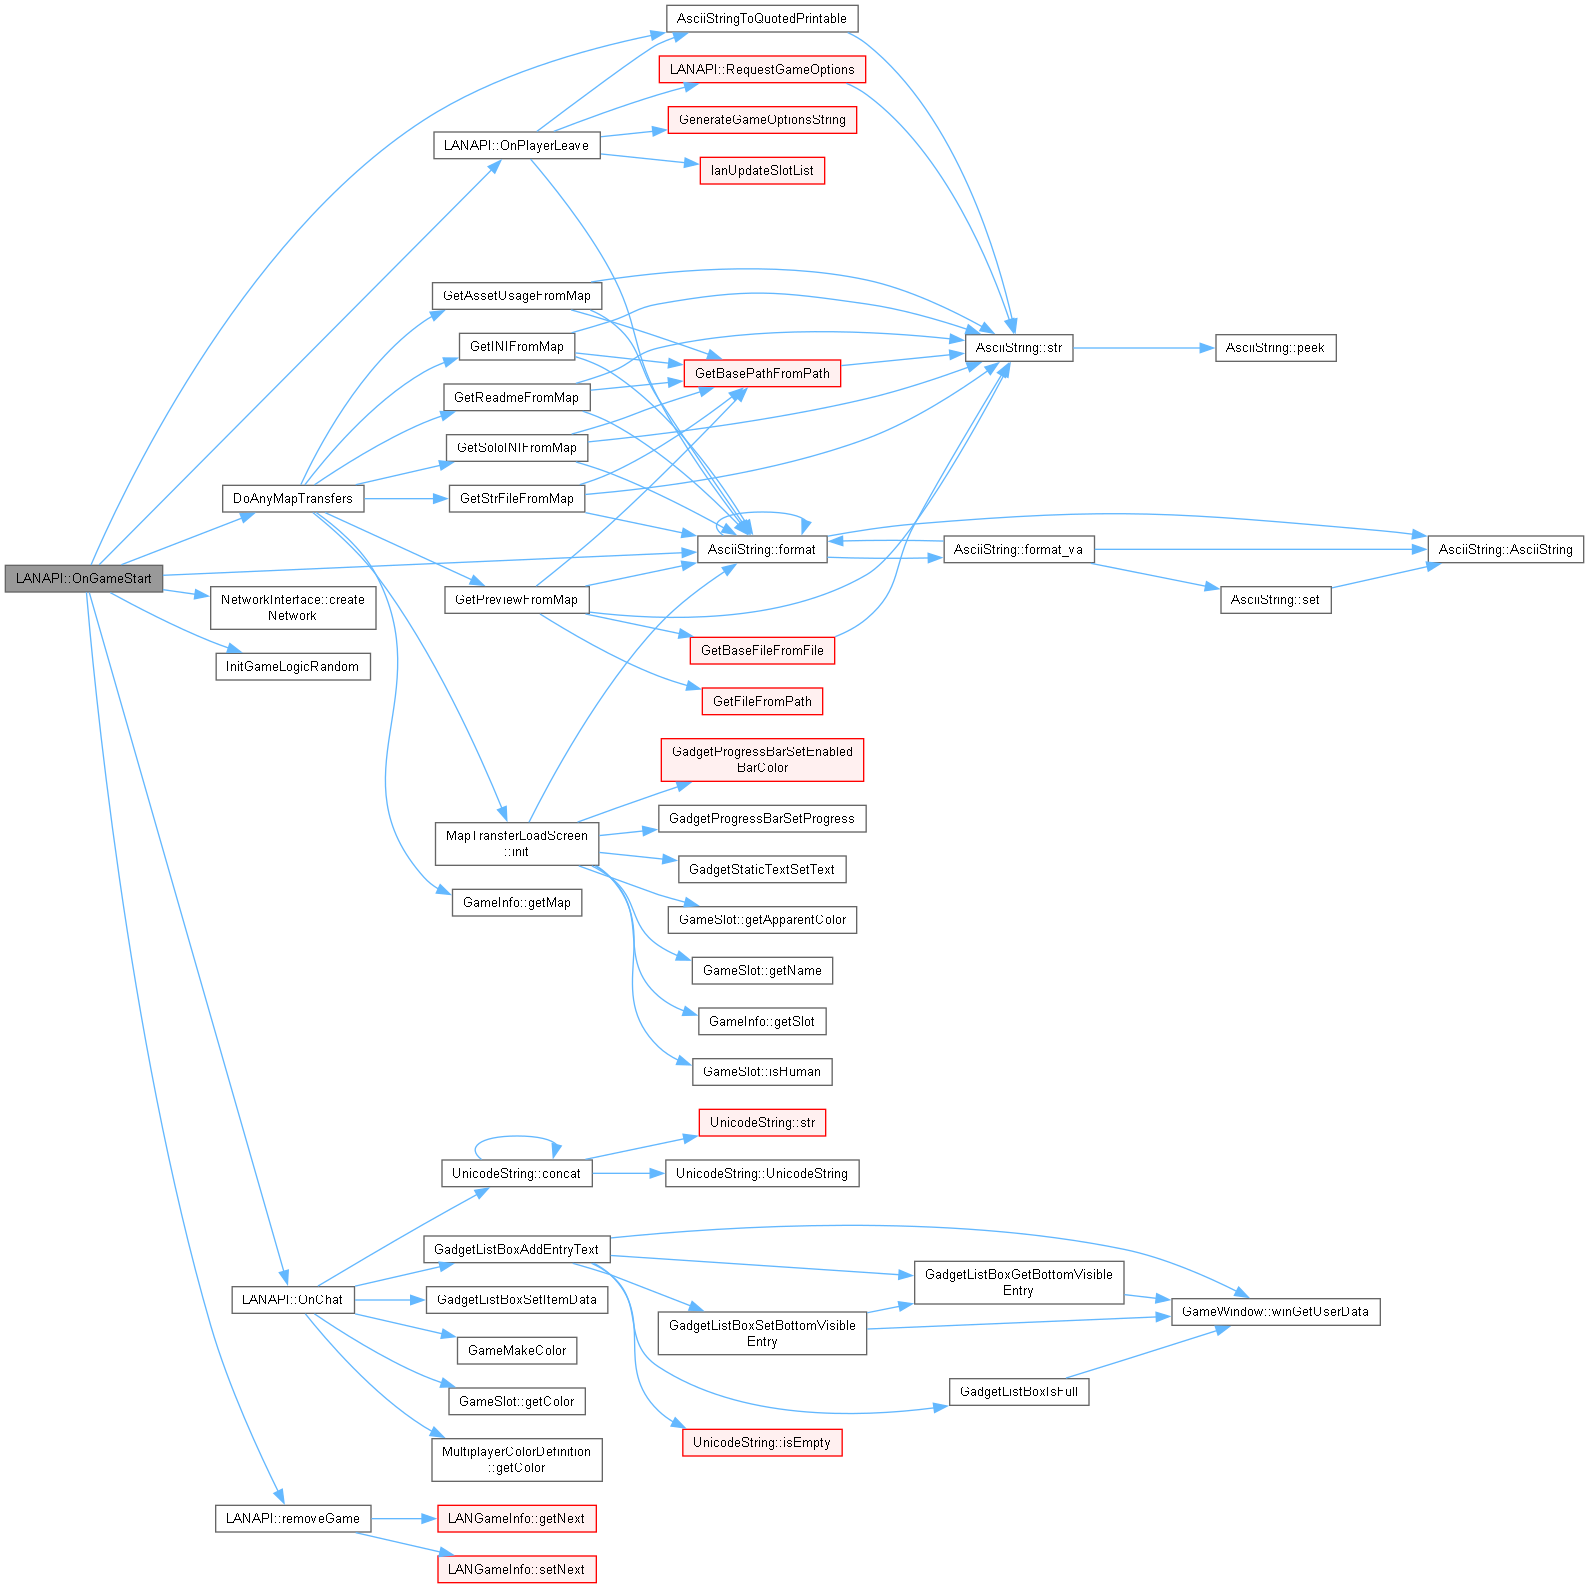 AsciiStringToQuotedPrintable
LANAPI::RequestGameOptions
GenerateGameOptionsString
LANAPI::OnPlayerLeave
lanUpdateSlotList
GetAssetUsageFromMap
GetINIFromMap
AsciiString::str
AsciiString::peek
GetBasePathFromPath
GetReadmeFromMap
GetSoloINIFromMap
DoAnyMapTransfers
GetStrFileFromMap
AsciiString::format
AsciiString::format_va
AsciiString::AsciiString
LANAPI::OnGameStart
NetworkInterface::create
Network
GetPreviewFromMap
AsciiString::set
GetBaseFileFromFile
InitGameLogicRandom
GetFileFromPath
GadgetProgressBarSetEnabled
BarColor
GadgetProgressBarSetProgress
MapTransferLoadScreen
::init
GadgetStaticTextSetText
GameInfo::getMap
GameSlot::getApparentColor
GameSlot::getName
GameInfo::getSlot
GameSlot::isHuman
UnicodeString::str
UnicodeString::concat
UnicodeString::UnicodeString
GadgetListBoxAddEntryText
GadgetListBoxGetBottomVisible
Entry
LANAPI::OnChat
GadgetListBoxSetItemData
GameWindow::winGetUserData
GadgetListBoxSetBottomVisible
Entry
GameMakeColor
GadgetListBoxIsFull
GameSlot::getColor
UnicodeString::isEmpty
MultiplayerColorDefinition
::getColor
LANAPI::removeGame
LANGameInfo::getNext
LANGameInfo::setNext